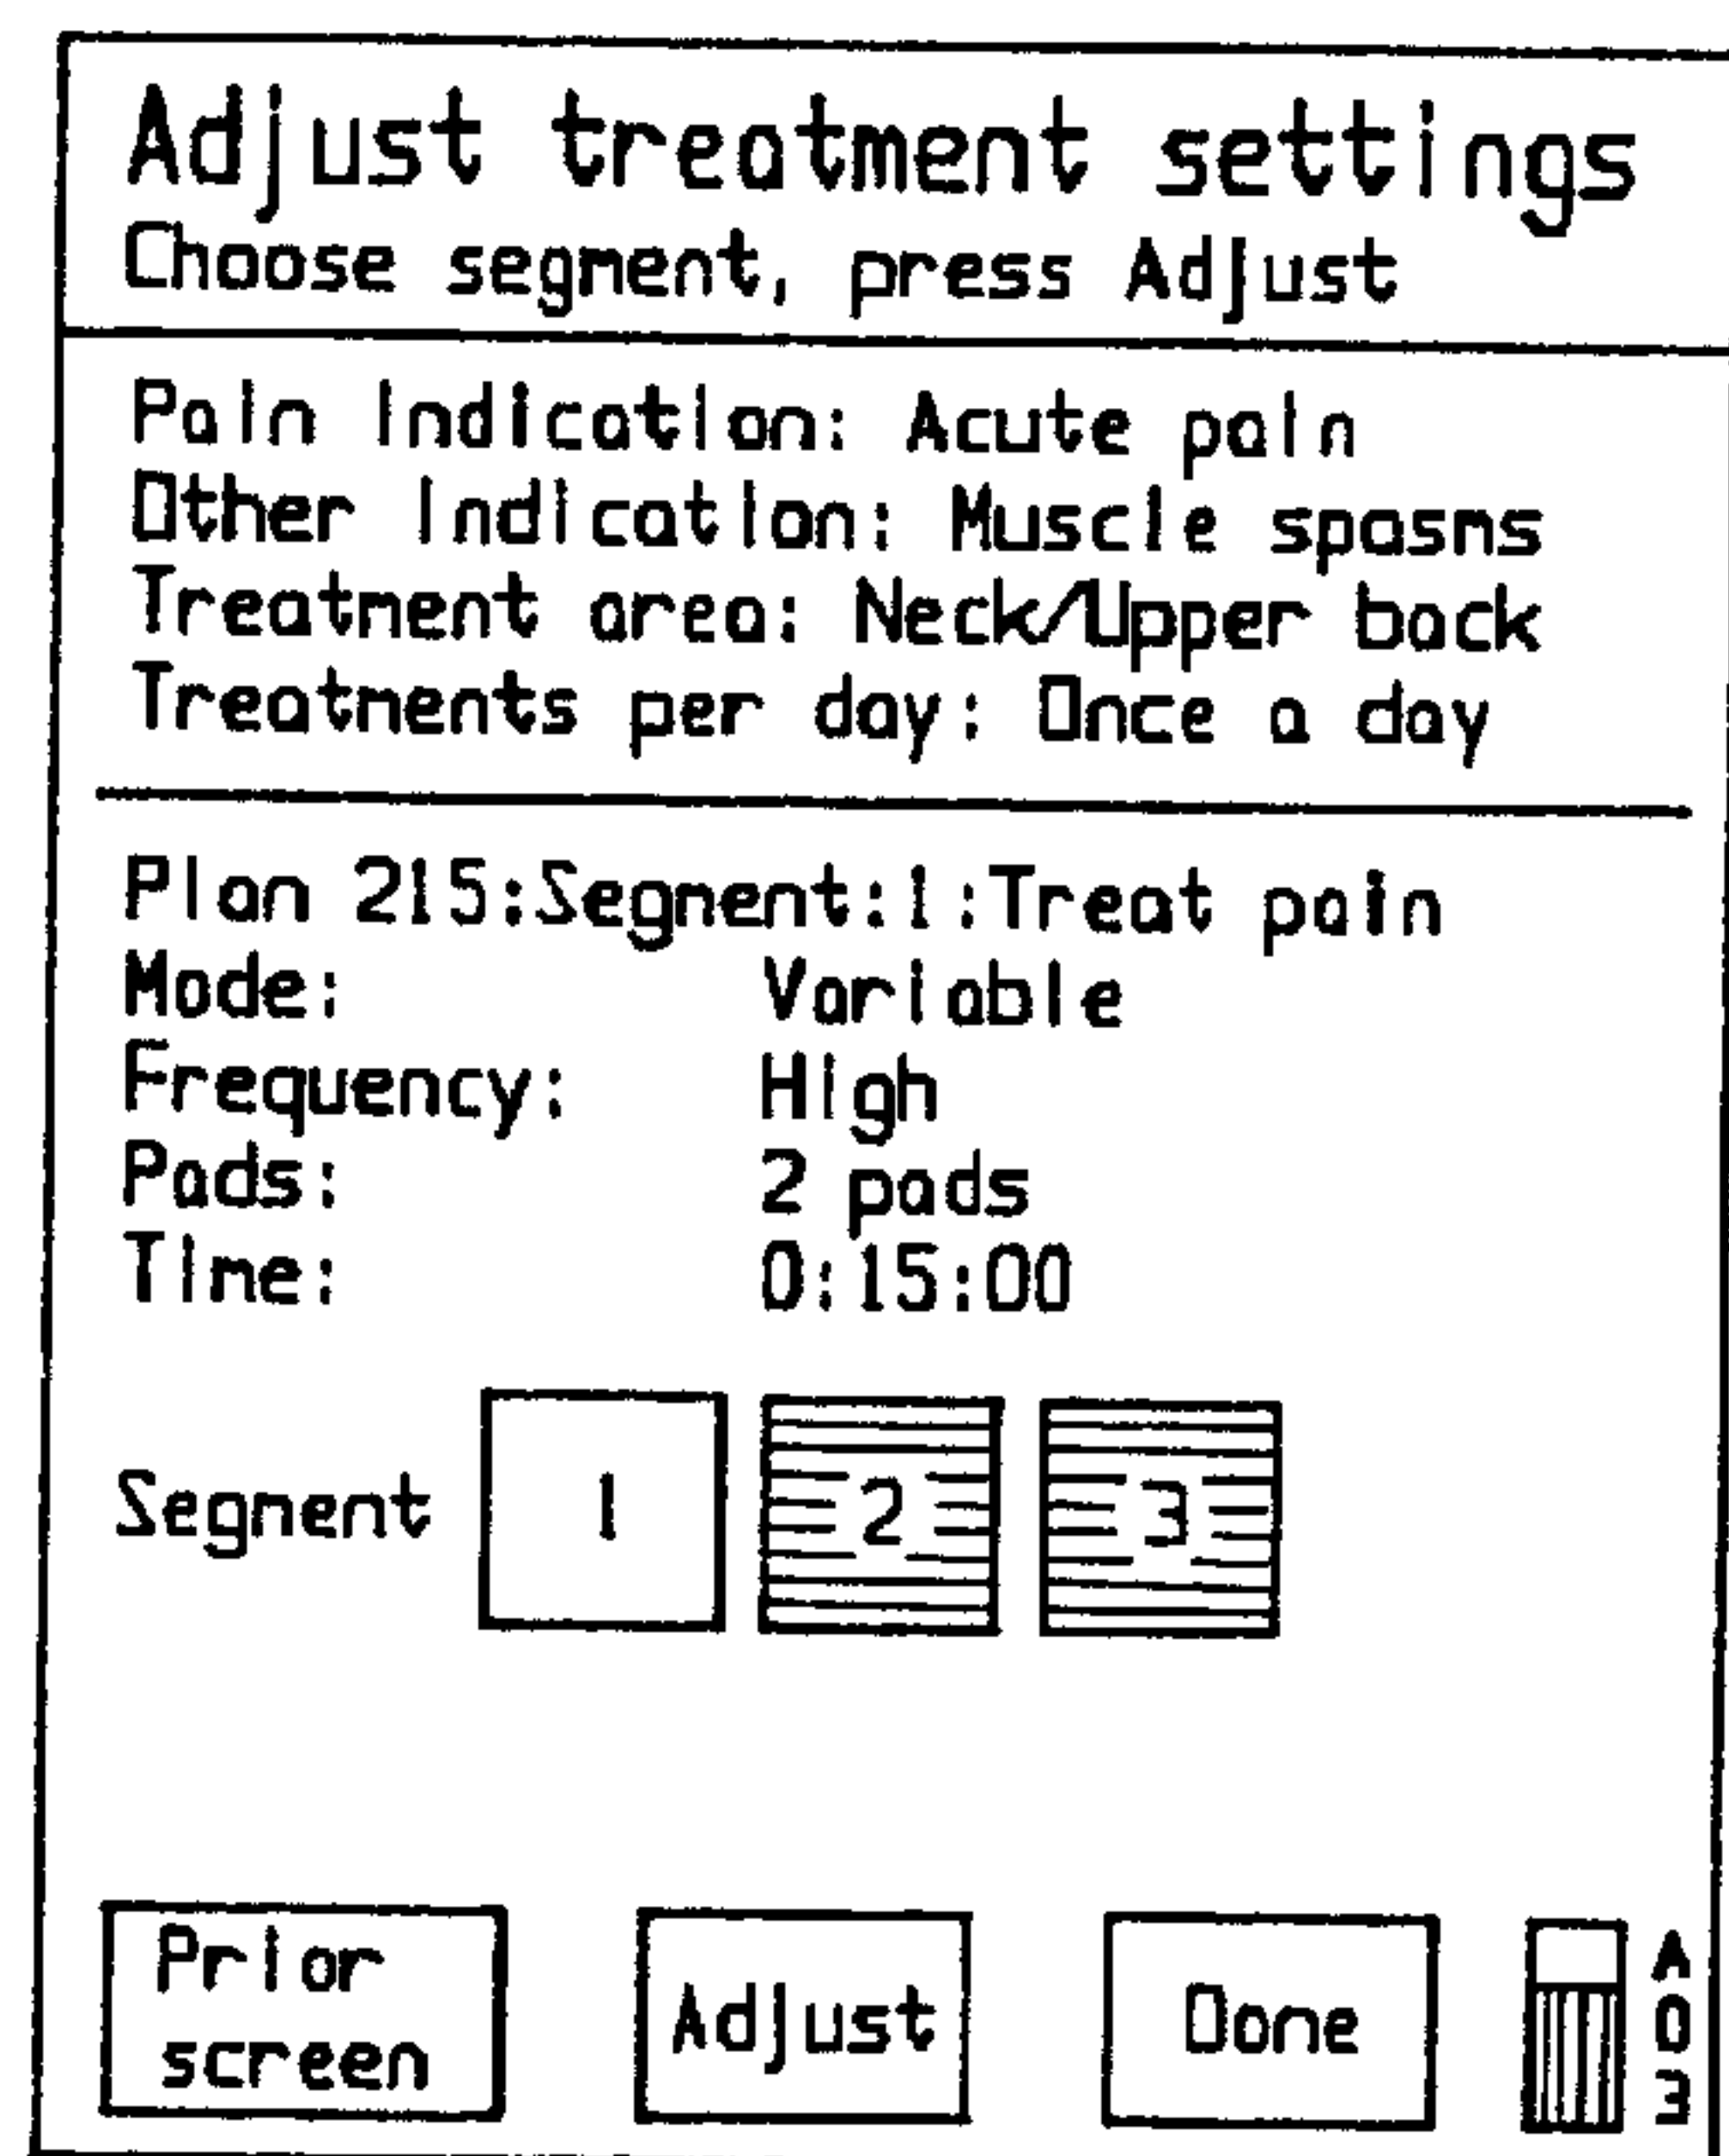 Adjust treatment settings
Choose segment, press Adjust
Pain Indication: Acute pain
Other Indication: Muscle spasms
Treatment area: Neck/Upper back
Treatments per day: Once a day
Plan 215:Segment:1:Treat pain
Mode: Variable
Frequency: High
Pads: 2 pads
Time: 0:15:00
Segment 1 2 3
Prior screen
Adjust
Done
A03